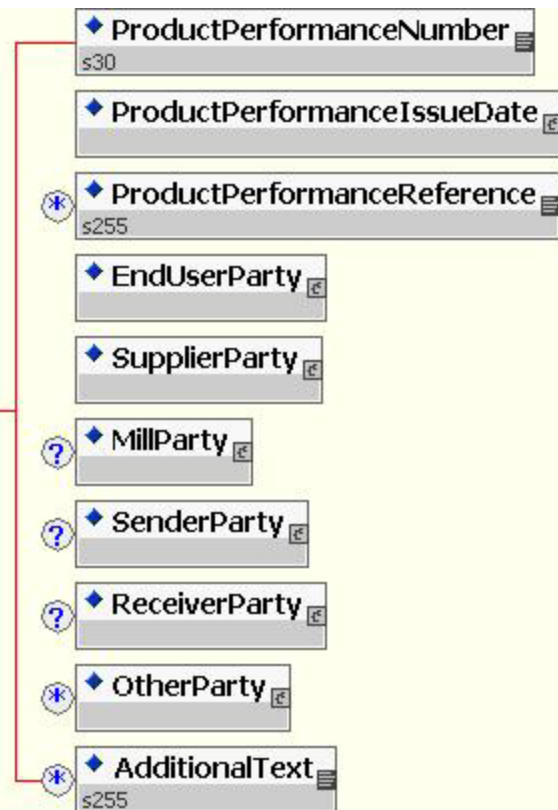 ProductPerformanceNumber
s30
ProductPerformanceIssueDate
* ProductPerformanceReference
s255
EndUserParty
SupplierParty
? MillParty
? SenderParty
? ReceiverParty
* OtherParty
* AdditionalText
s255